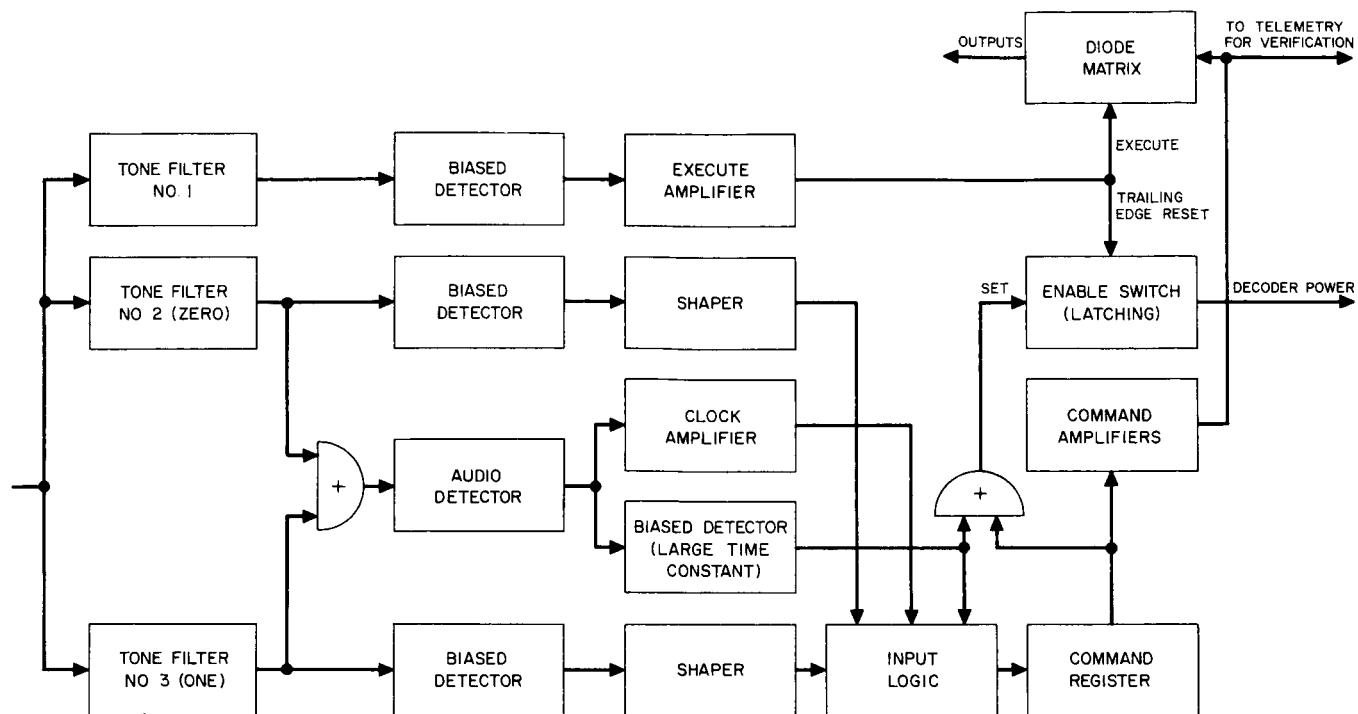 OUTPUTS
DIODE
MATRIX
TO TELEMETRY
FOR VERIFICATION
EXECUTE
TRAILING
EDGE RESET
TONE FILTER
NO. 1
BIASED
DETECTOR
EXECUTE
AMPLIFIER
TONE FILTER
NO 2 (ZERO)
BIASED
DETECTOR
SHAPER
SET
ENABLE SWITCH
(LATCHING)
DECODER POWER
+
AUDIO
DETECTOR
CLOCK
AMPLIFIER
BIASED DETECTOR
(LARGE TIME
CONSTANT)
+
COMMAND
AMPLIFIERS
TONE FILTER
NO 3 (ONE)
BIASED
DETECTOR
SHAPER
INPUT
LOGIC
COMMAND
REGISTER